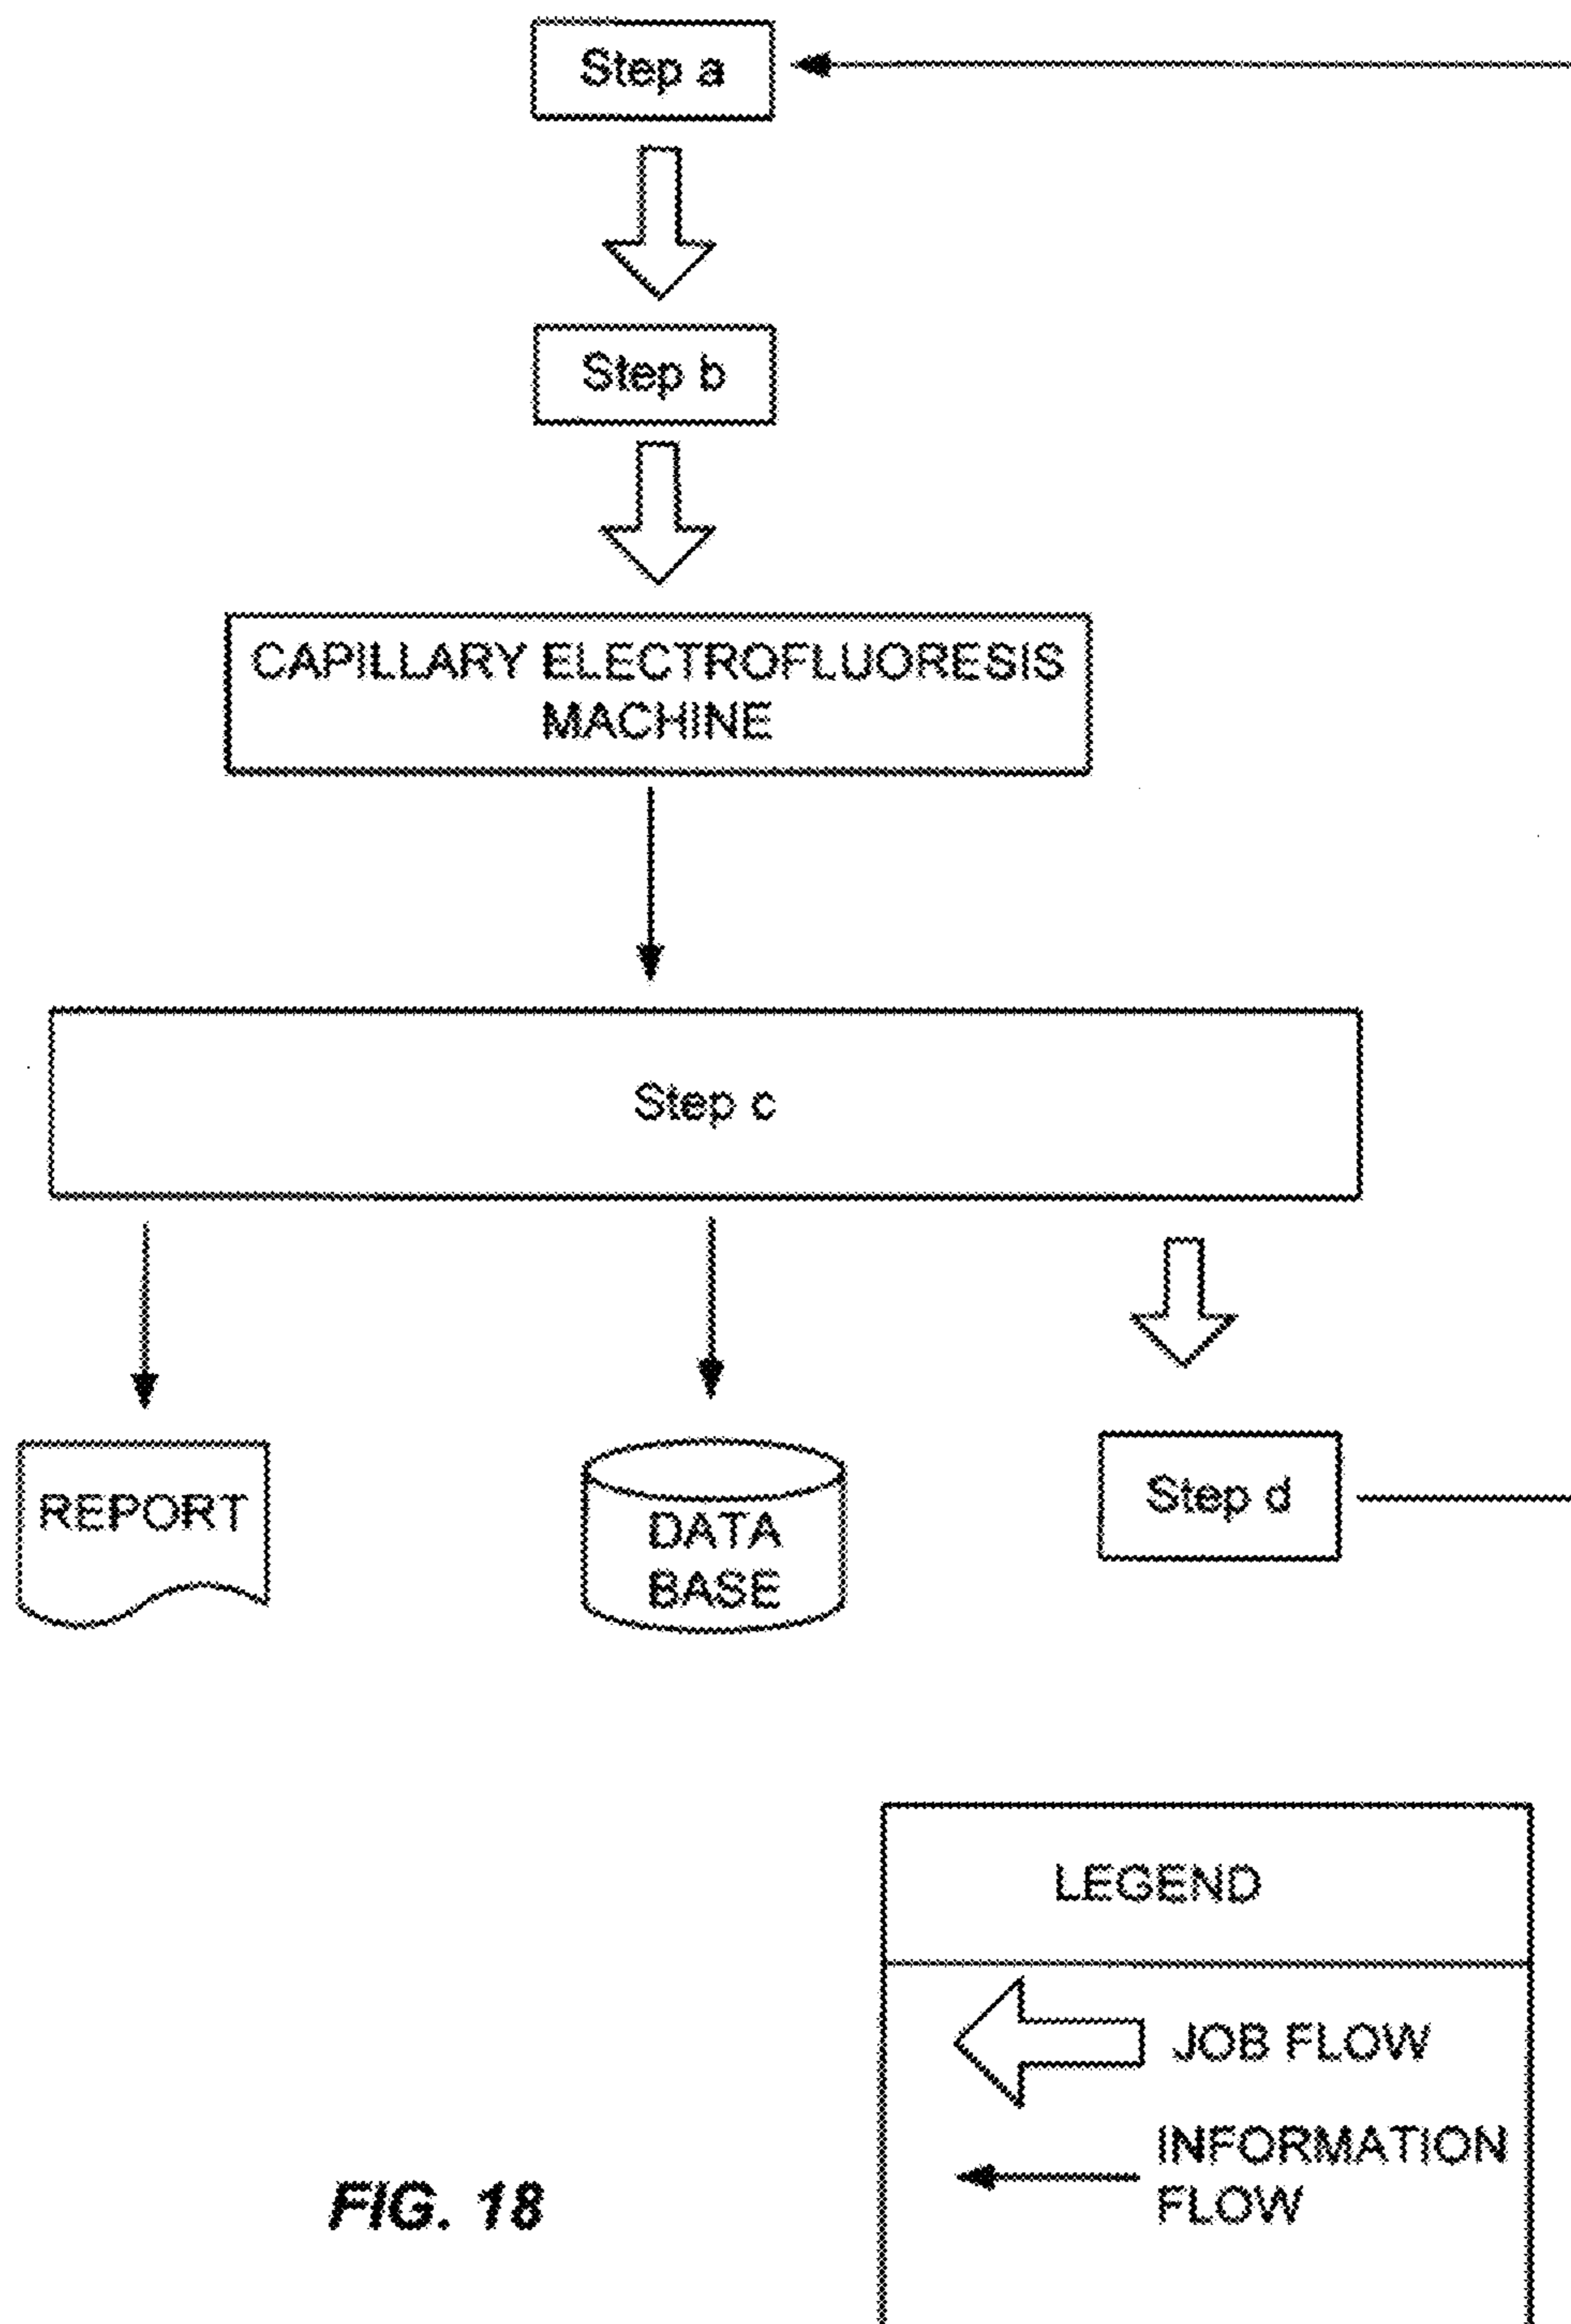 Step a
Step b
CAPILLARY ELECTROFLUORESIS
MACHINE
Step c
REPORT
DATA
BASE
Step d
LEGEND
JOB FLOW
INFORMATION
FLOW
FIG. 18